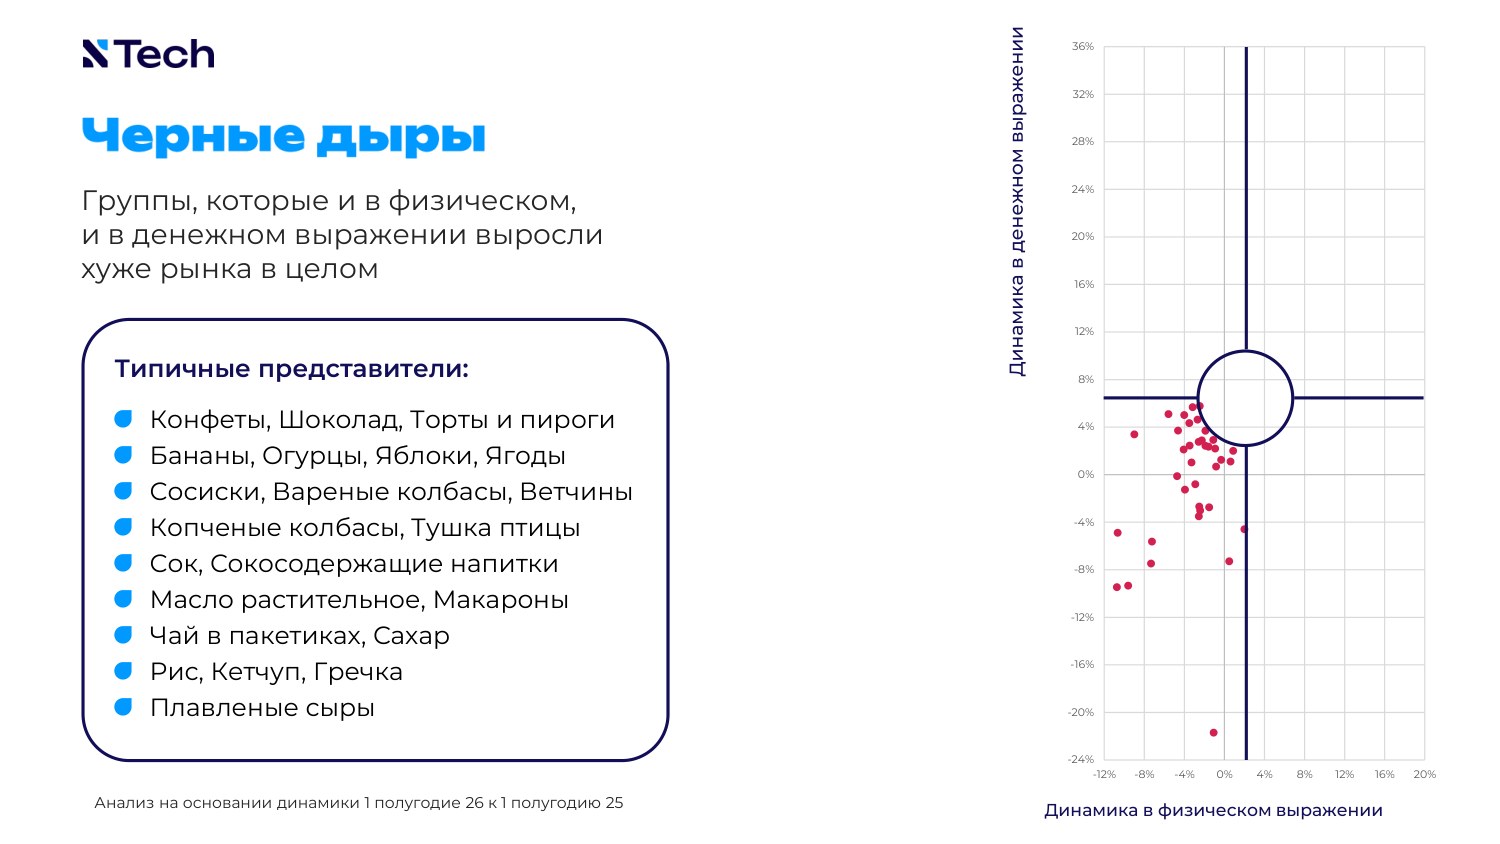 Tech
Черные дыры
Группы, которые и в физическом,
и в денежном выражении выросли
хуже рынка в целом
Типичные представители:
Конфеты, Шоколад, Торты и пироги
Бананы, Огурцы, Яблоки, Ягоды
Сосиски, Вареные колбасы, Ветчины
Копченые колбасы, Тушка птицы
Сок, Сокосодержащие напитки
Масло растительное, Макароны
Чай в пакетиках, Сахар
Рис, Кетчуп, Гречка
Плавленые сыры
Анализ на основании динамики 1 полугодие 26 к 1 полугодию 25
Динамика в денежном выражении
36%
32%
28%
24%
20%
16%
12%
8%
4%
0%
-4%
-8%
-12%
-16%
-20%
-24%
-12% -8% -4% 0% 4% 8% 12% 16% 20%
Динамика в физическом выражении